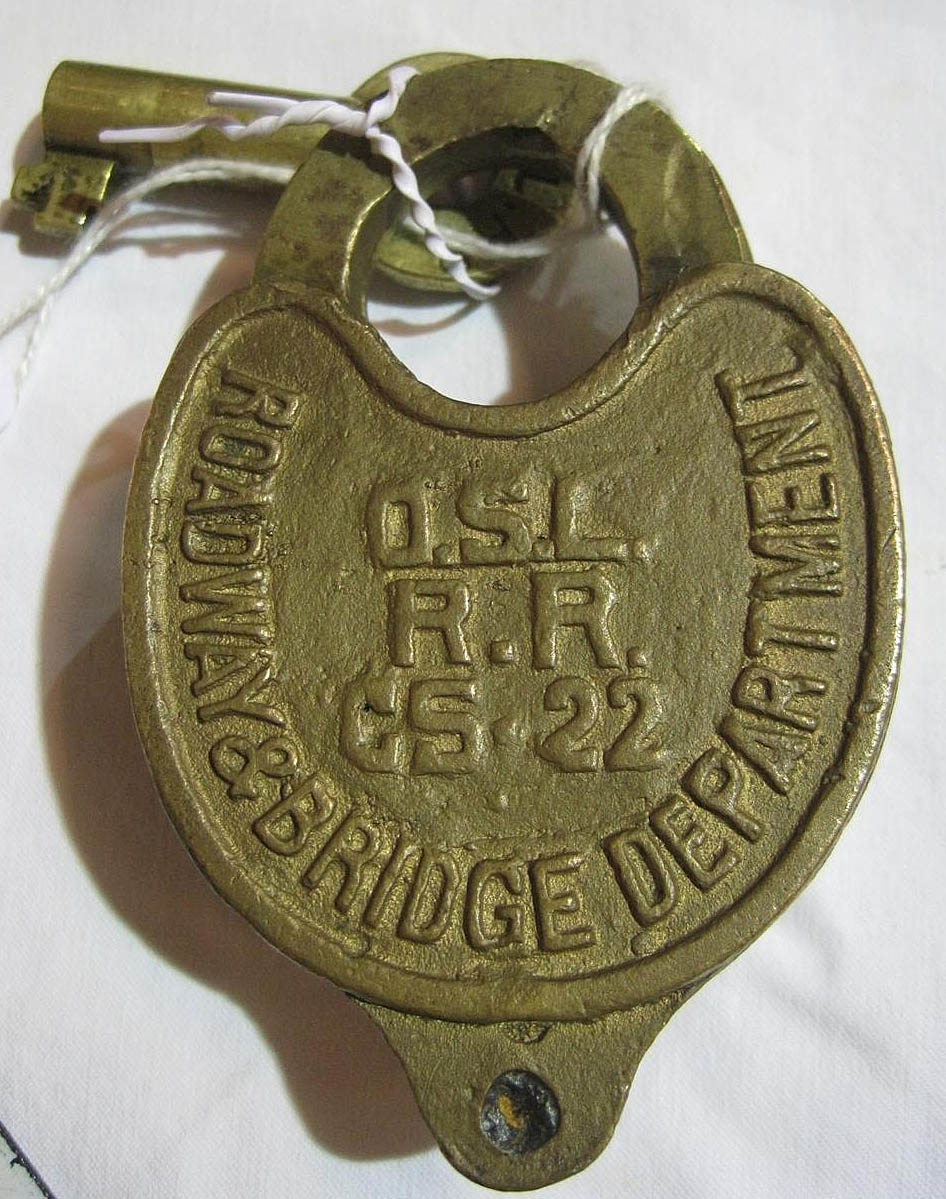 O.S.L.
R.R.
CS-22
ROADWAY & BRIDGE DEPARTMENT